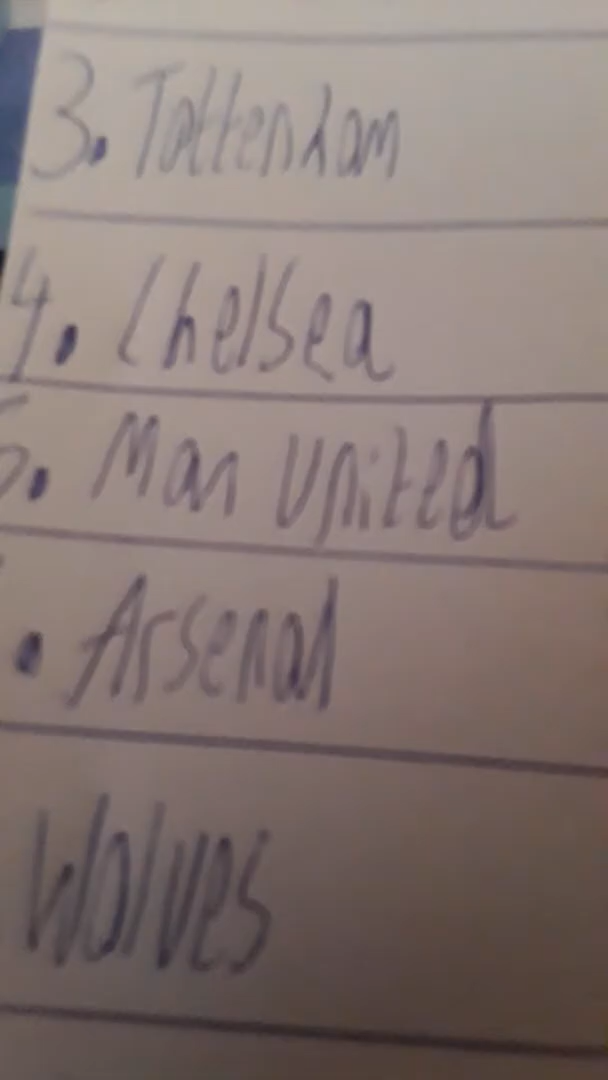 3. Tottenham
4. Chelsea
5. Man United
. Arsenal
Wolves